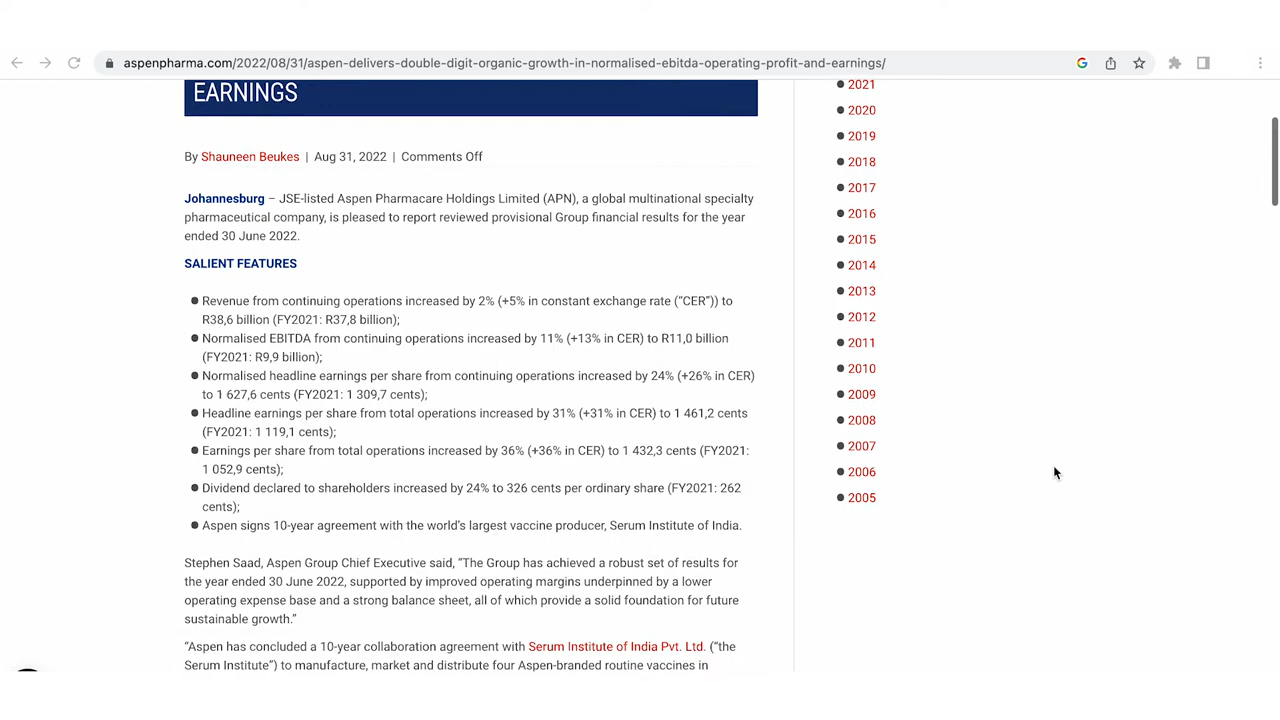 aspenpharma.com/2022/08/31/aspen-delivers-double-digit-organic-growth-in-normalised-ebitda-operating-profit-and-earnings/
EARNINGS
By Shauneen Beukes | Aug 31, 2022 | Comments Off
Johannesburg – JSE-listed Aspen Pharmacare Holdings Limited (APN), a global multinational specialty
pharmaceutical company, is pleased to report reviewed provisional Group financial results for the year
ended 30 June 2022.
SALIENT FEATURES
Revenue from continuing operations increased by 2% (+5% in constant exchange rate (“CER”)) to
R38,6 billion (FY2021: R37,8 billion);
Normalised EBITDA from continuing operations increased by 11% (+13% in CER) to R11,0 billion
(FY2021: R9,9 billion);
Normalised headline earnings per share from continuing operations increased by 24% (+26% in CER)
to 1 627,6 cents (FY2021: 1 309,7 cents);
Headline earnings per share from total operations increased by 31% (+31% in CER) to 1 461,2 cents
(FY2021: 1 119,1 cents);
Earnings per share from total operations increased by 36% (+36% in CER) to 1 432,3 cents (FY2021:
1 052,9 cents);
Dividend declared to shareholders increased by 24% to 326 cents per ordinary share (FY2021: 262
cents);
Aspen signs 10-year agreement with the world’s largest vaccine producer, Serum Institute of India.
Stephen Saad, Aspen Group Chief Executive said, “The Group has achieved a robust set of results for
the year ended 30 June 2022, supported by improved operating margins underpinned by a lower
operating expense base and a strong balance sheet, all of which provide a solid foundation for future
sustainable growth.”
“Aspen has concluded a 10-year collaboration agreement with Serum Institute of India Pvt. Ltd. (“the
Serum Institute”) to manufacture, market and distribute four Aspen-branded routine vaccines in
2021
2020
2019
2018
2017
2016
2015
2014
2013
2012
2011
2010
2009
2008
2007
2006
2005